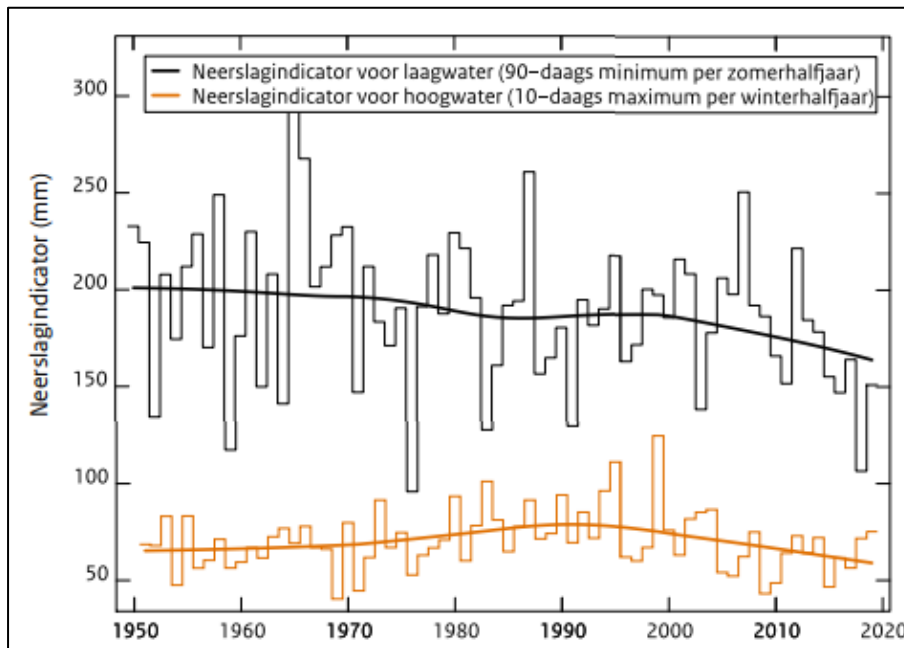 Neerslagindicator voor laagwater (90-daags minimum per zomerhalfjaar)
Neerslagindicator voor hoogwater (10-daags maximum per winterhalfjaar)
Neerslagindicator (mm)
300
250
200
150
100
50
1950 1960 1970 1980 1990 2000 2010 2020